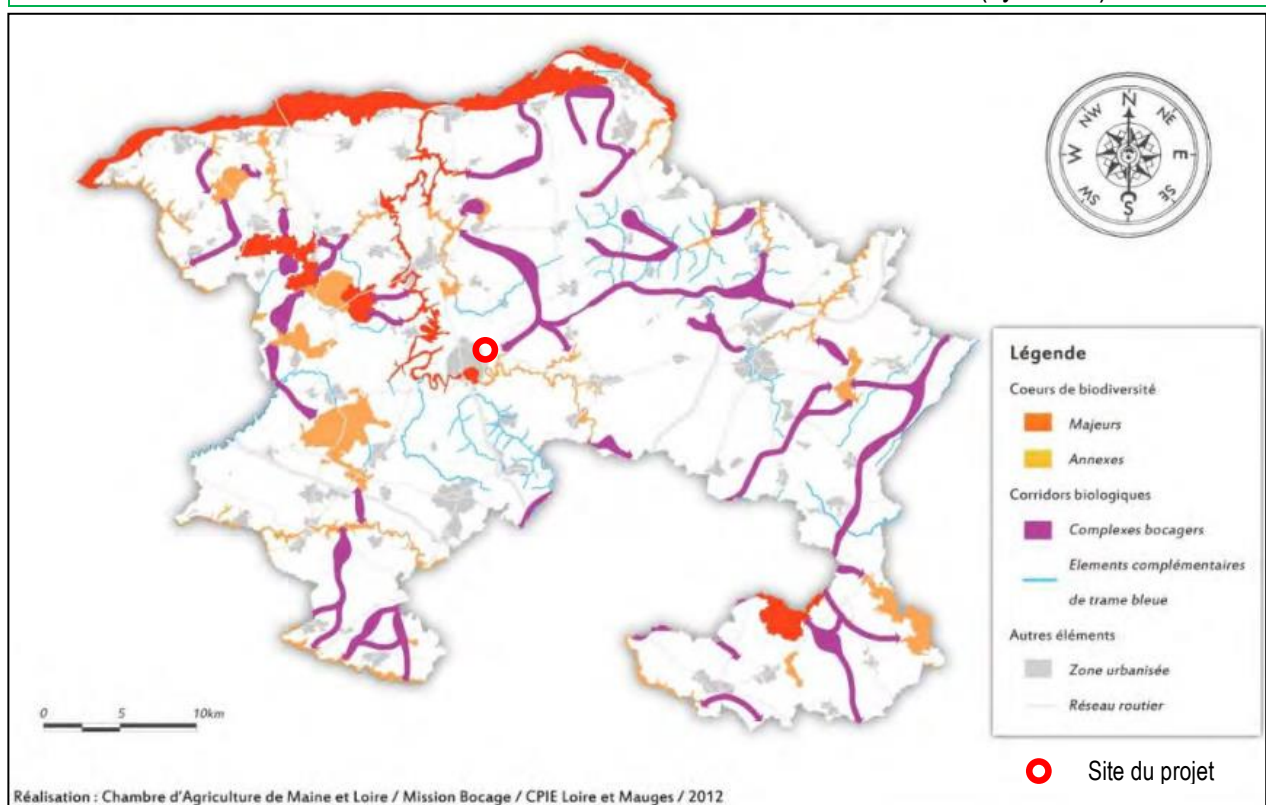 N
NE
E
SE
S
SW
W
NW
Légende
Coeurs de biodiversité
Majeurs
Annexes
Corridors biologiques
Complexes bocagers
Elements complémentaires
de trame bleue
Autres éléments
Zone urbanisée
Réseau routier
0 5 10km
Site du projet
Réalisation : Chambre d'Agriculture de Maine et Loire / Mission Bocage / CPIE Loire et Mauges / 2012